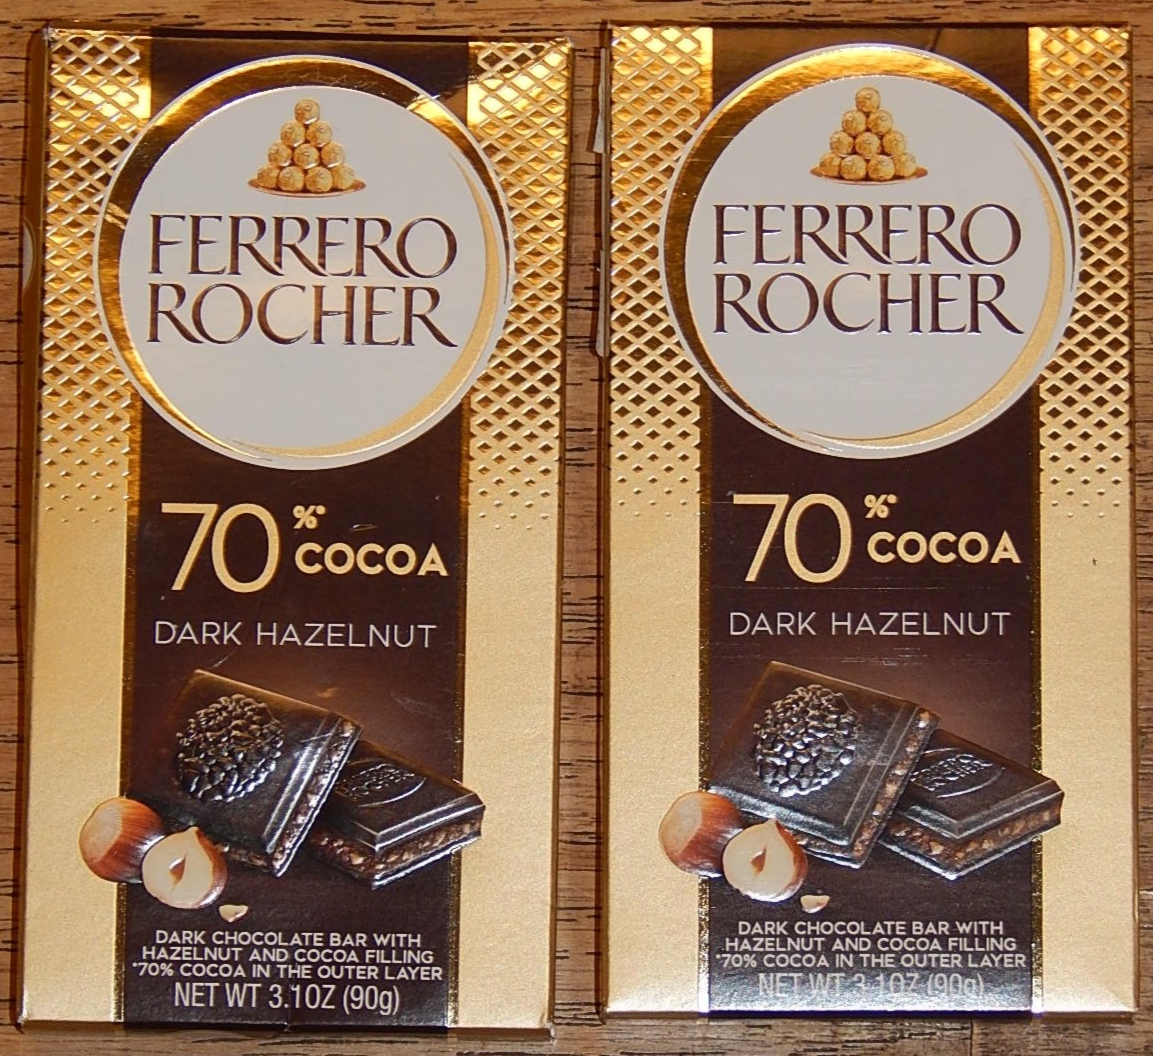 FERRERO
ROCHER
70%*
COCOA
DARK HAZELNUT
DARK CHOCOLATE BAR WITH
HAZELNUT AND COCOA FILLING
*70% COCOA IN THE OUTER LAYER
NET WT 3.1OZ (90g)
FERRERO
ROCHER
70%*
COCOA
DARK HAZELNUT
DARK CHOCOLATE BAR WITH
HAZELNUT AND COCOA FILLING
*70% COCOA IN THE OUTER LAYER
NET WT 3.1OZ (90g)